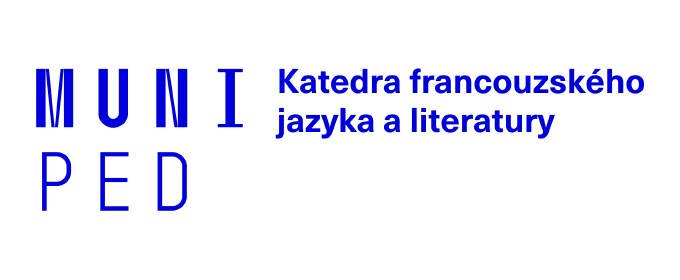 MUNI
PED
Katedra francouzského
jazyka a literatury